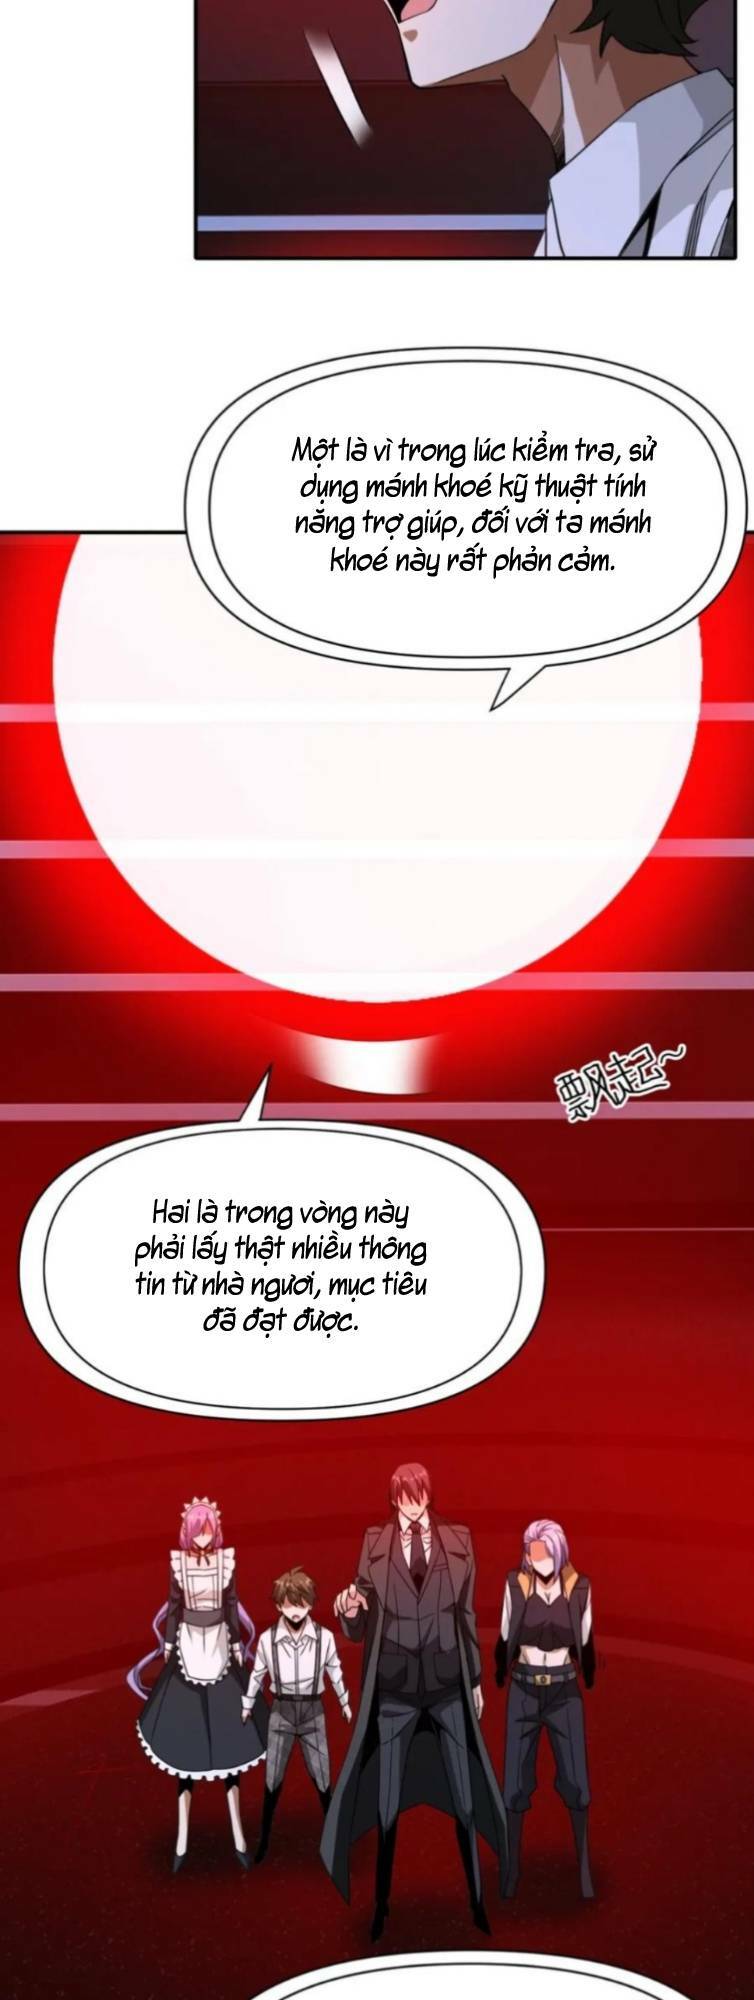 Một là vì trong lúc kiểm tra, sử
dụng mánh khoé kỹ thuật tính
năng trợ giúp, đối với ta mánh
khoé này rất phản cảm.
飘起~
Hai là trong vòng này
phải lấy thật nhiều thông
tin từ nhà ngươi, mục tiêu
đã đạt được.